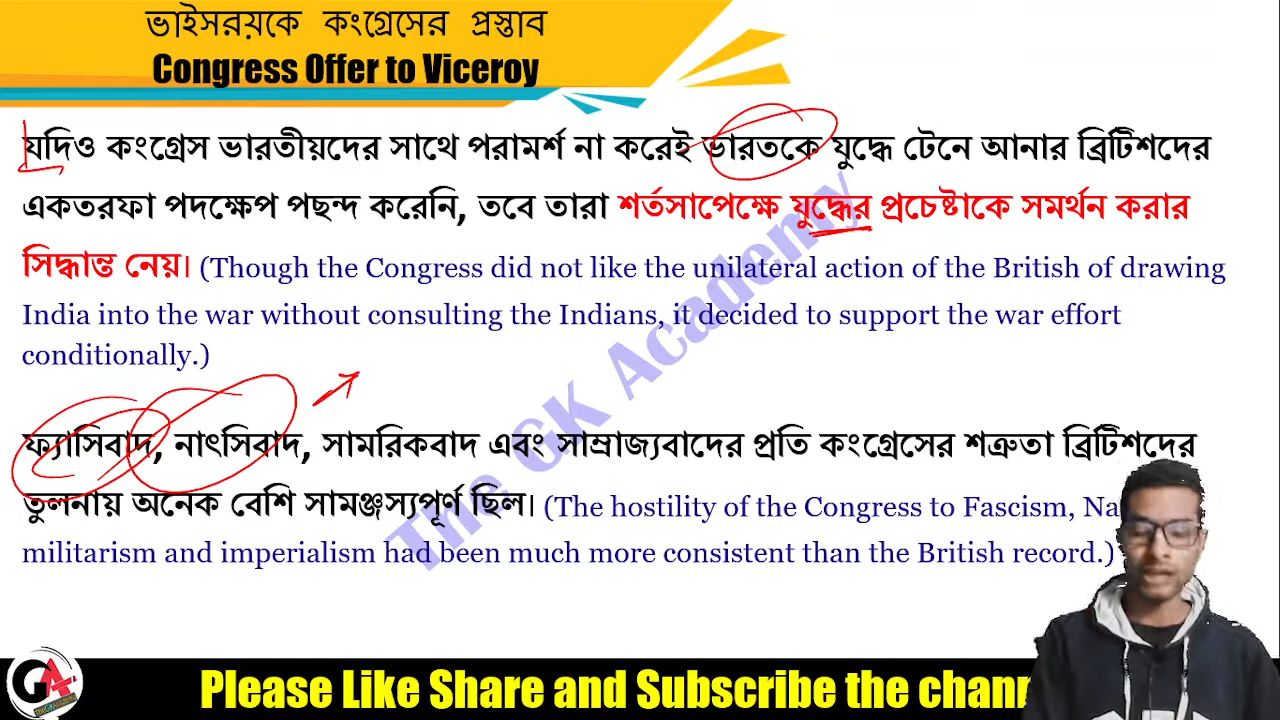 ভাইসরয়কে কংগ্রেসের প্রস্তাব
Congress Offer to Viceroy
যদিও কংগ্রেস ভারতীয়দের সাথে পরামর্শ না করেই ভারতকে যুদ্ধে টেনে আনার ব্রিটিশদের
একতরফা পদক্ষেপ পছন্দ করেনি, তবে তারা শর্তসাপেক্ষে যুদ্ধের প্রচেষ্টাকে সমর্থন করার
সিদ্ধান্ত নেয়। (Though the Congress did not like the unilateral action of the British of drawing
India into the war without consulting the Indians, it decided to support the war effort
conditionally.)
ফ্যাসিবাদ, নাৎসিবাদ, সামরিকবাদ এবং সাম্রাজ্যবাদের প্রতি কংগ্রেসের শত্রুতা ব্রিটিশদের
তুলনায় অনেক বেশি সামঞ্জস্যপূর্ণ ছিল। (The hostility of the Congress to Fascism,
militarism and imperialism had been much more consistent than the British record.)
The GK Academy
Please Like Share and Subscribe the